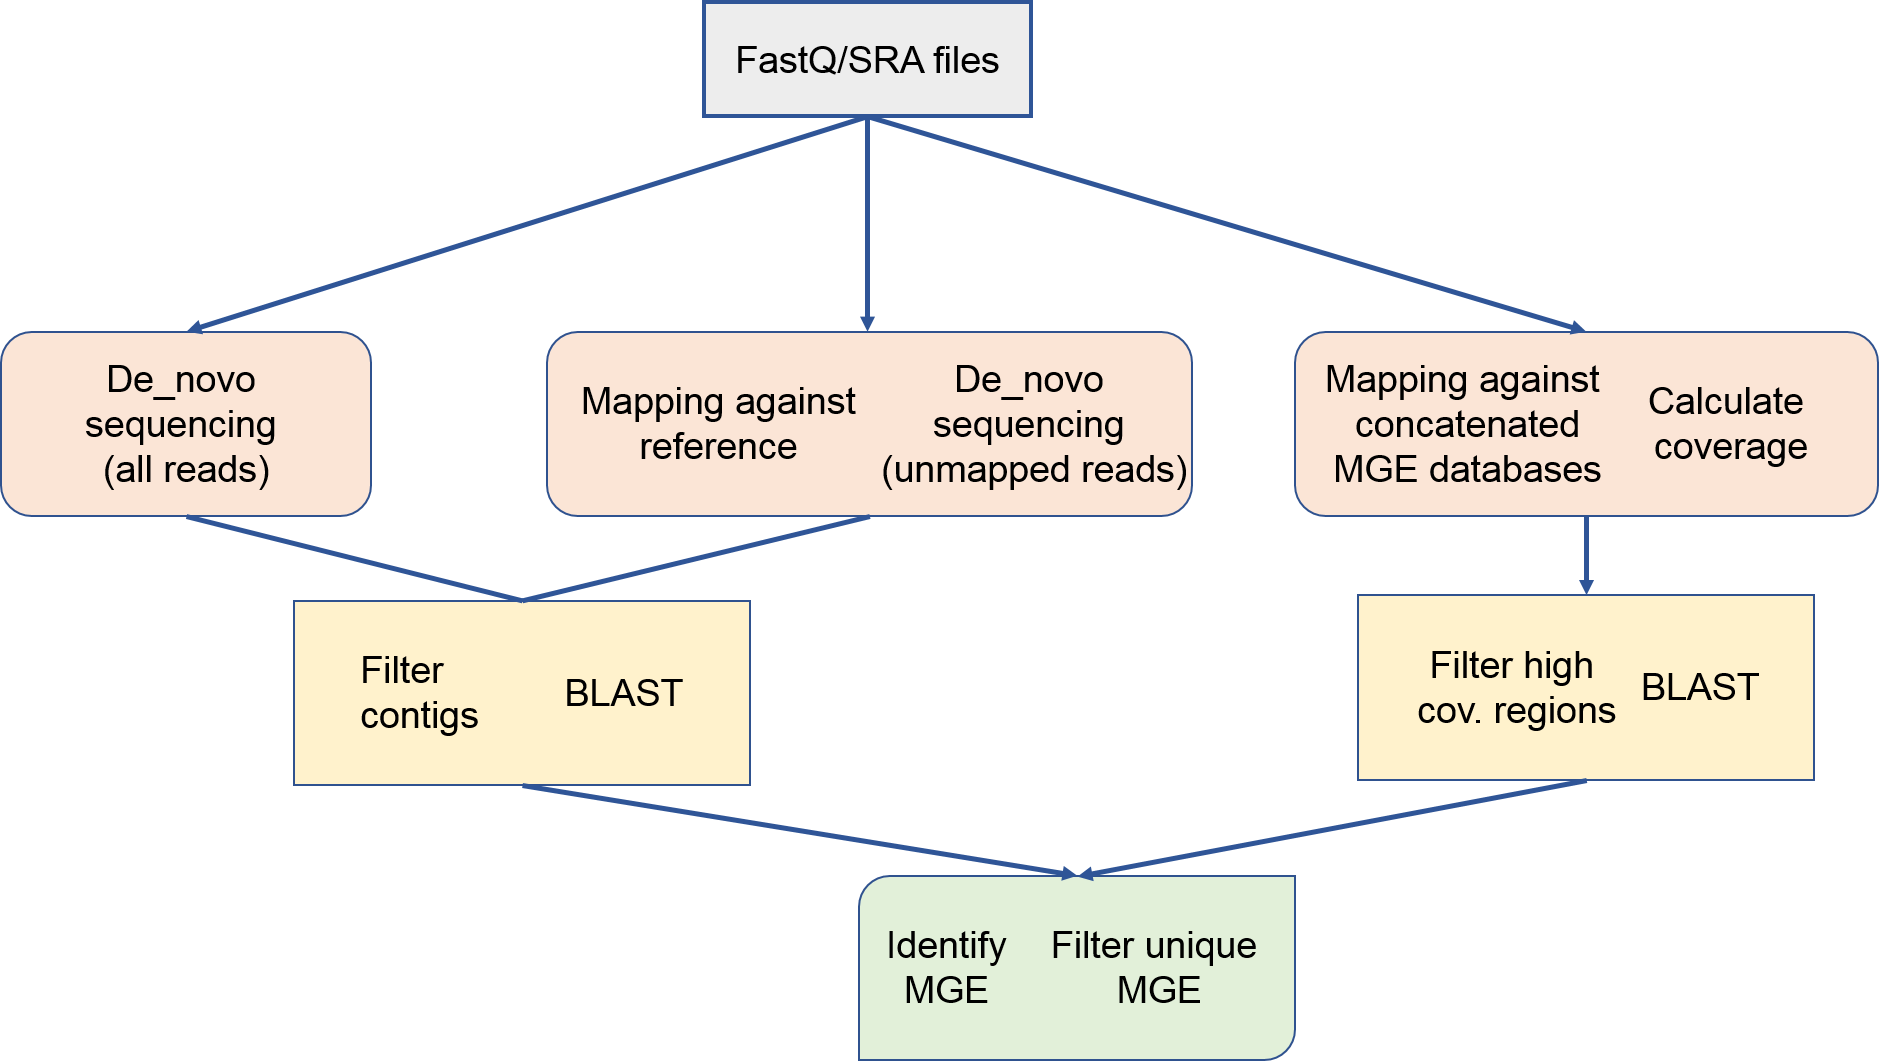 FastQ/SRA files
De_novo
sequencing
(all reads)
Mapping against
reference
De_novo
sequencing
(unmapped reads)
Mapping against
concatenated
MGE databases
Calculate
coverage
Filter
contigs
BLAST
Filter high
cov. regions
BLAST
Identify
MGE
Filter unique
MGE